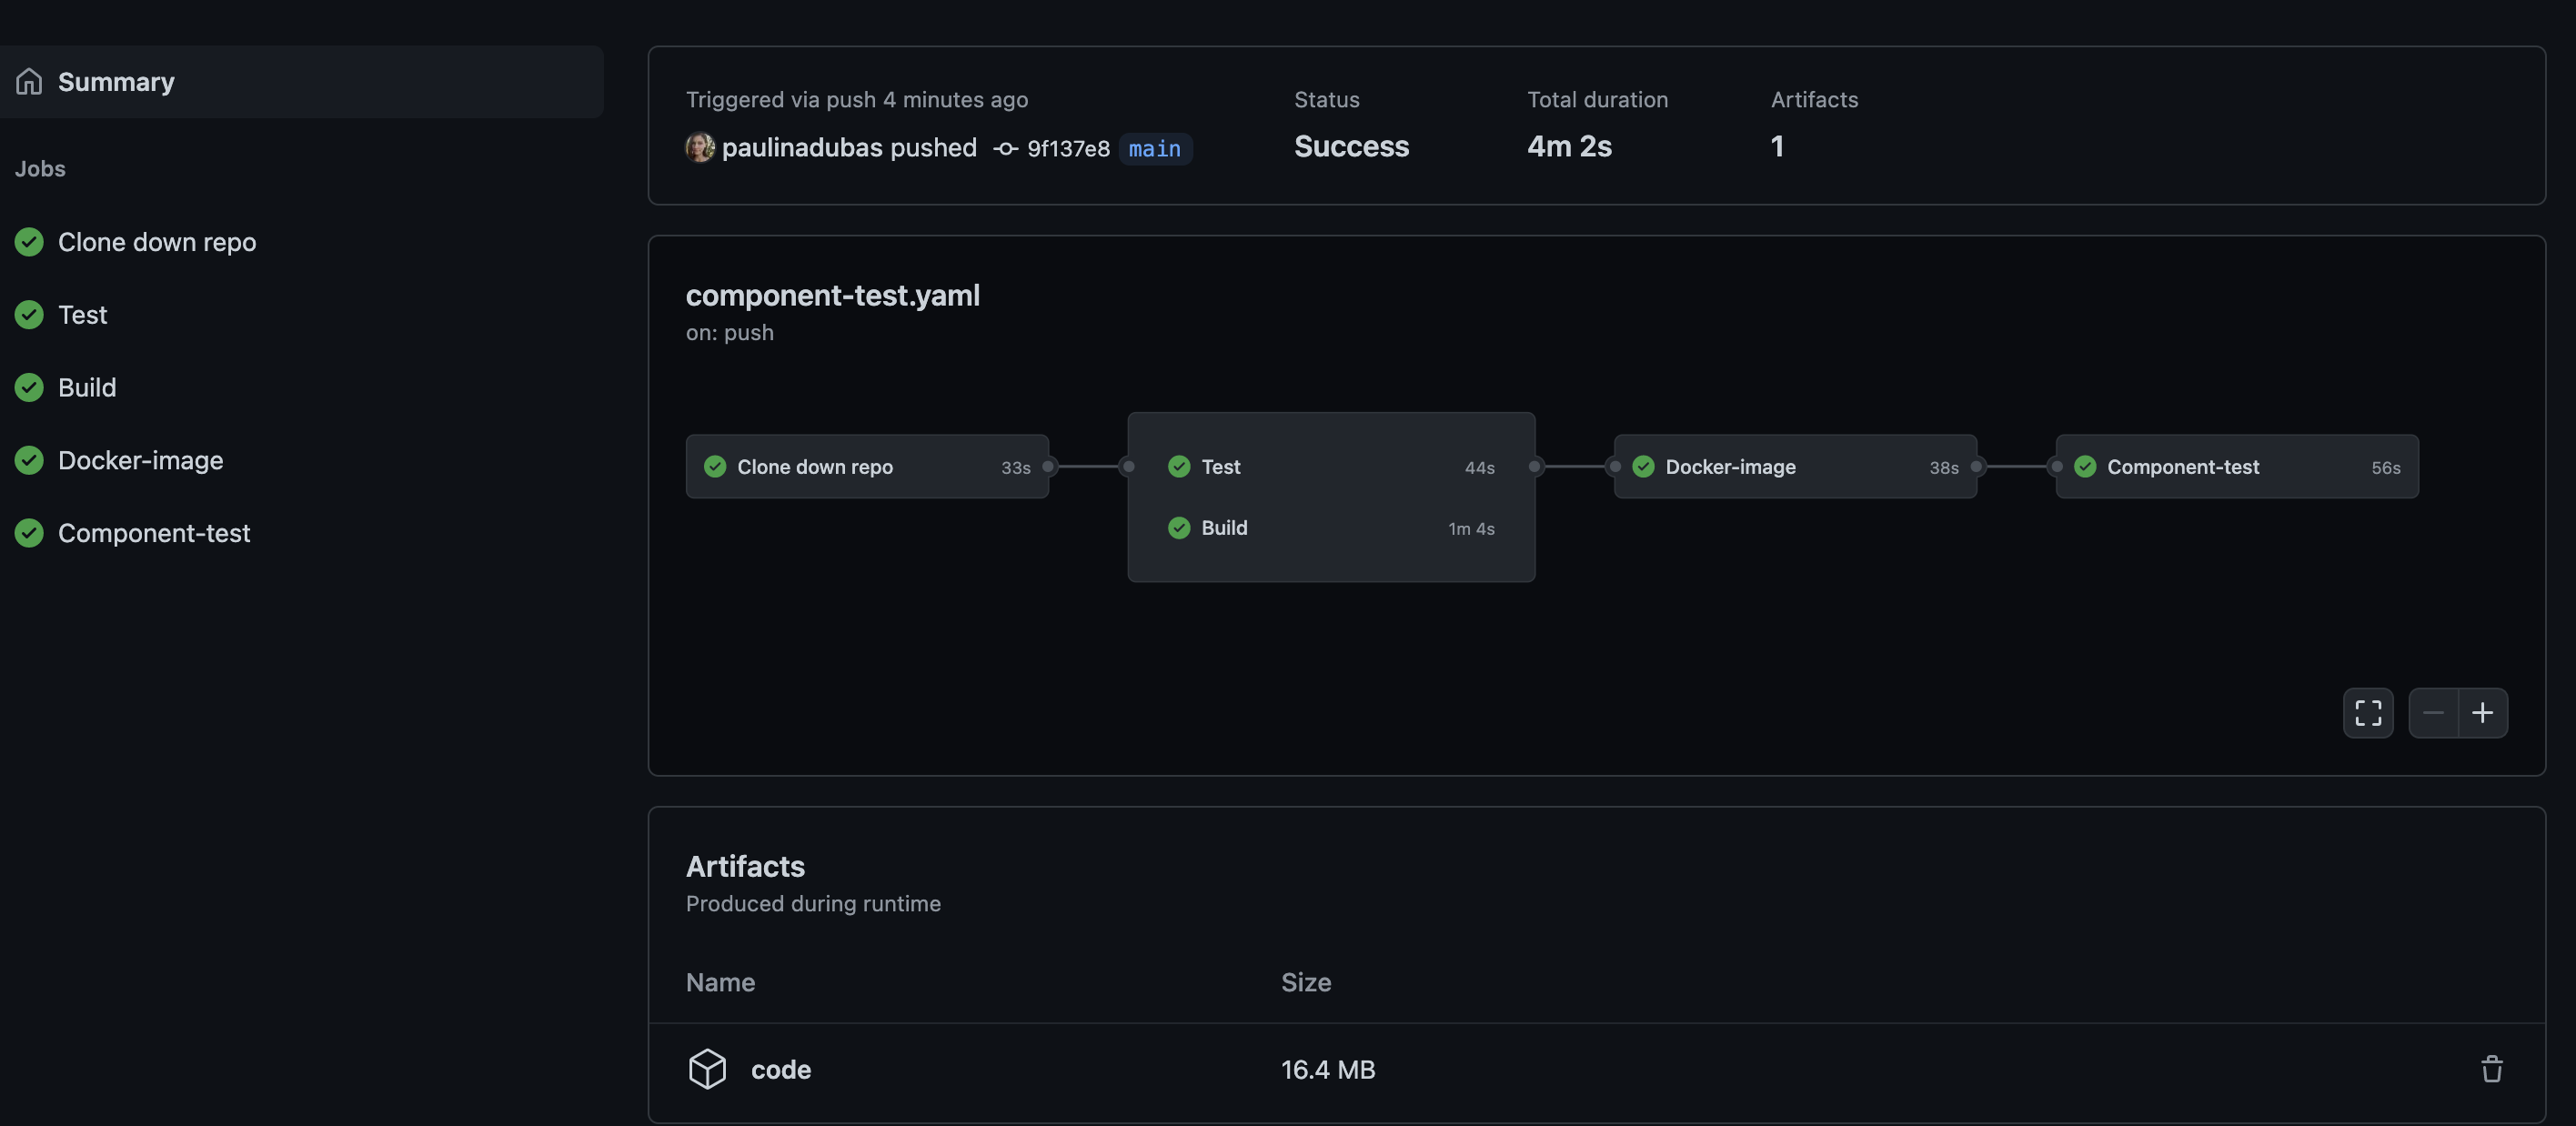 Summary
Jobs
Clone down repo
Test
Build
Docker-image
Component-test
Triggered via push 4 minutes ago
paulinadubas pushed 9f137e8 main
Status
Success
Total duration
4m 2s
Artifacts
1
component-test.yaml
on: push
Clone down repo 33s
Test 44s
Build 1m 4s
Docker-image 38s
Component-test 56s
Artifacts
Produced during runtime
Name Size
code 16.4 MB